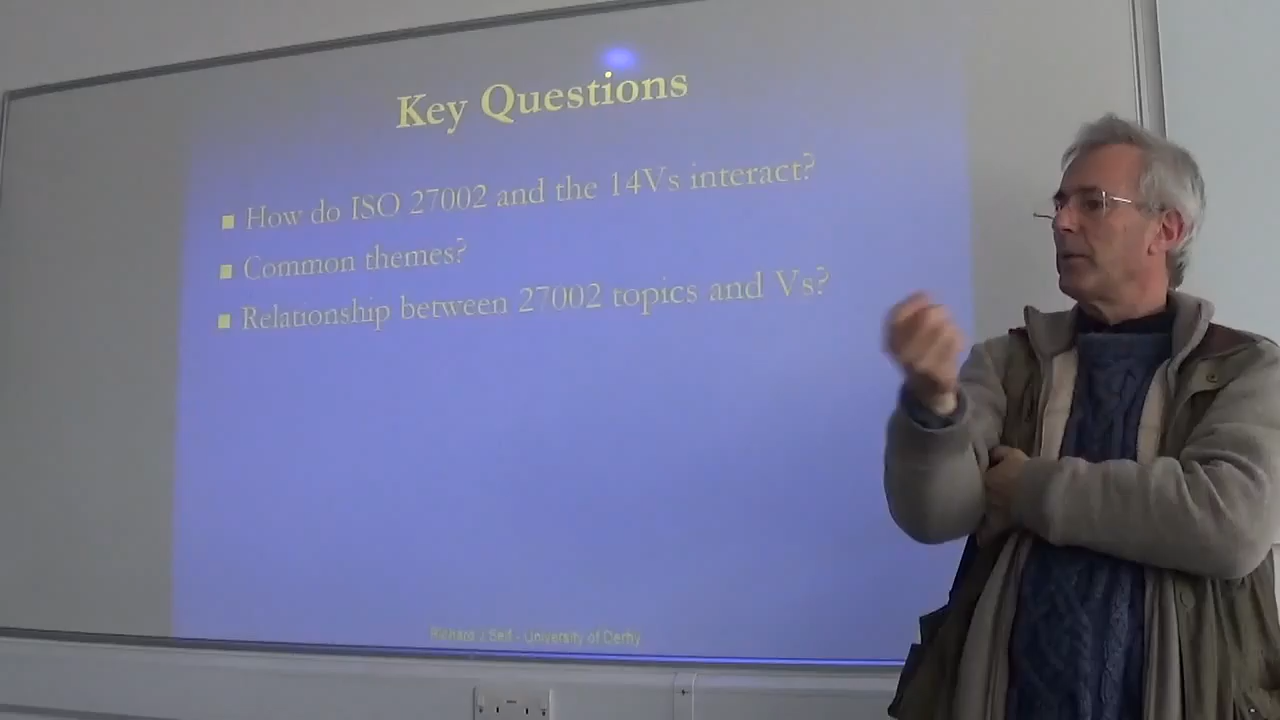 Key Questions
How do ISO 27002 and the 14Vs interact?
Common themes?
Relationship between 27002 topics and Vs?
Richard J Self - University of Derby